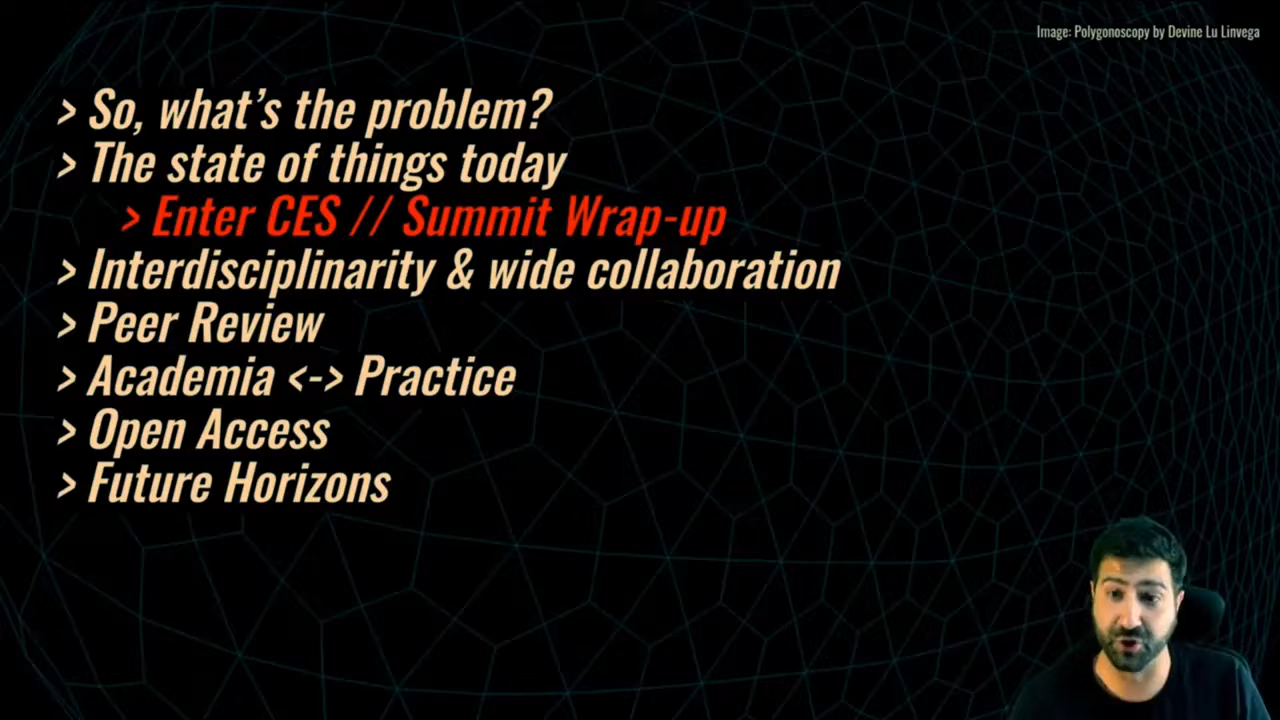 Image: Polygonoscopy by Devine Lu Linvega
> So, what's the problem?
> The state of things today
> Enter CES // Summit Wrap-up
> Interdisciplinarity & wide collaboration
> Peer Review
> Academia <-> Practice
> Open Access
> Future Horizons